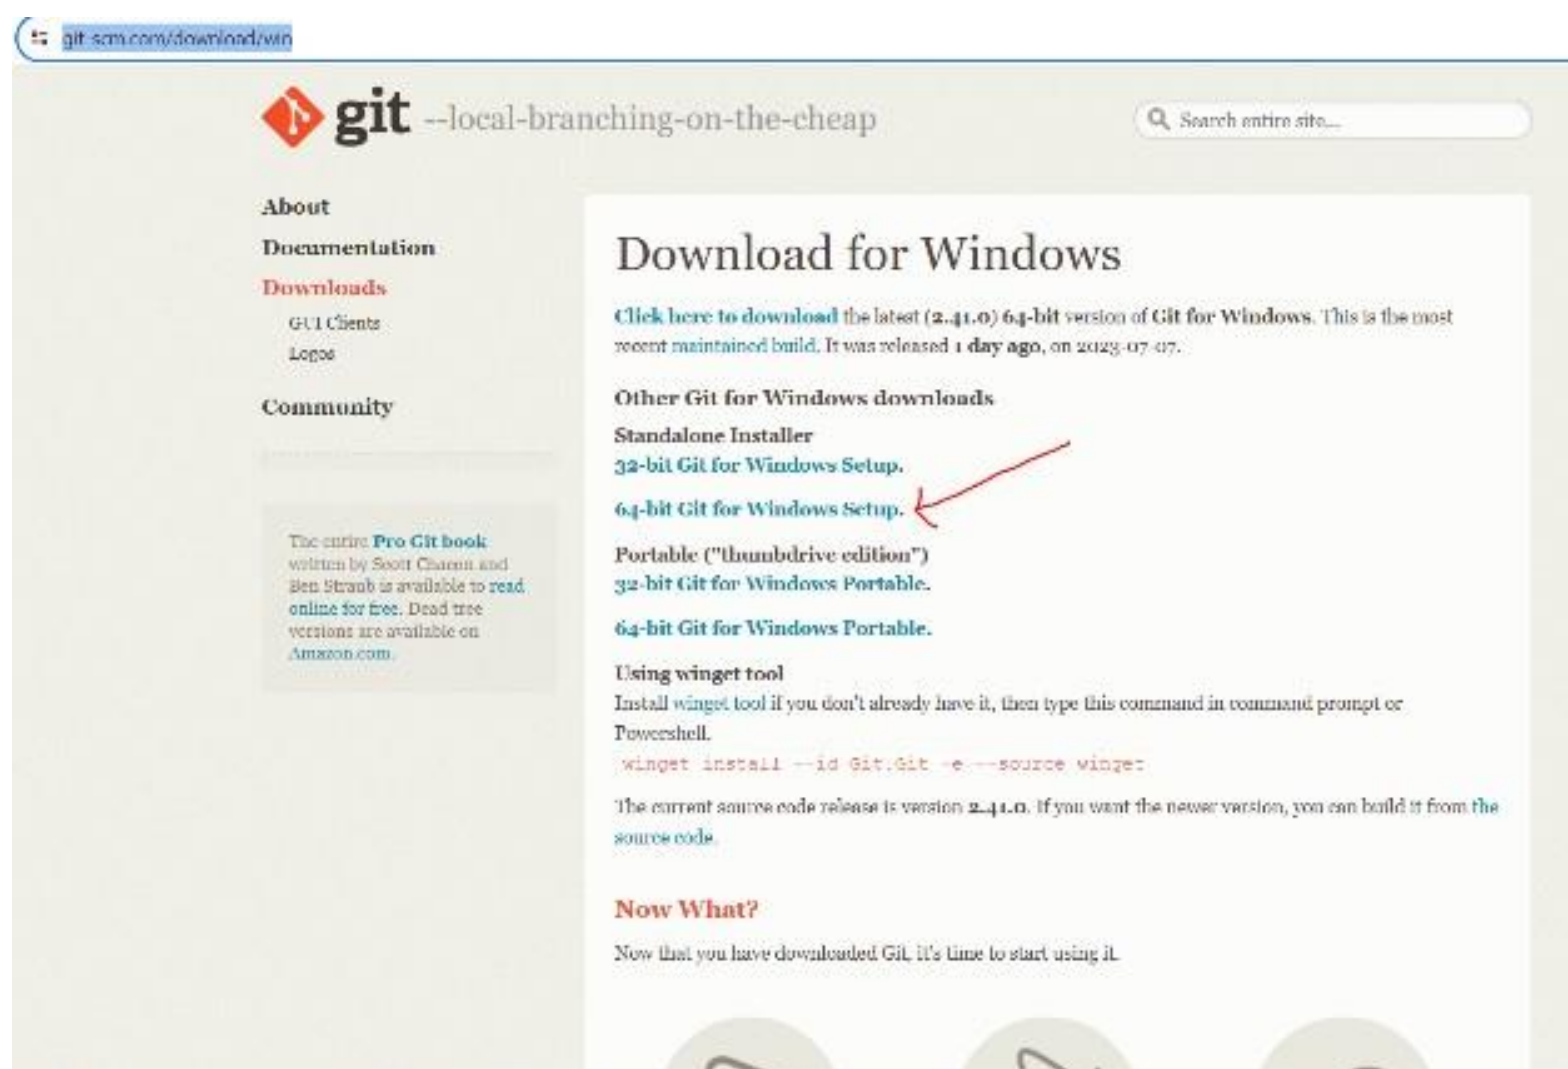 git-scm.com/download/win
git --local-branching-on-the-cheap
Search entire site...
About
Documentation
Downloads
GUI Clients
Logos
Community
The entire Pro Git book
written by Scott Chacon and
Ben Straub is available to read
online for free. Dead tree
versions are available on
Amazon.com.
Download for Windows
Click here to download the latest (2.41.0) 64-bit version of Git for Windows. This is the most
recent maintained build. It was released 1 day ago, on 2023-07-07.
Other Git for Windows downloads
Standalone Installer
32-bit Git for Windows Setup.
64-bit Git for Windows Setup.
Portable ("thumbdrive edition")
32-bit Git for Windows Portable.
64-bit Git for Windows Portable.
Using winget tool
Install winget tool if you don't already have it, then type this command in command prompt or
Powershell.
winget install --id Git.Git -e --source winget
The current source code release is version 2.41.0. If you want the newer version, you can build it from the
source code.
Now What?
Now that you have downloaded Git, it's time to start using it.